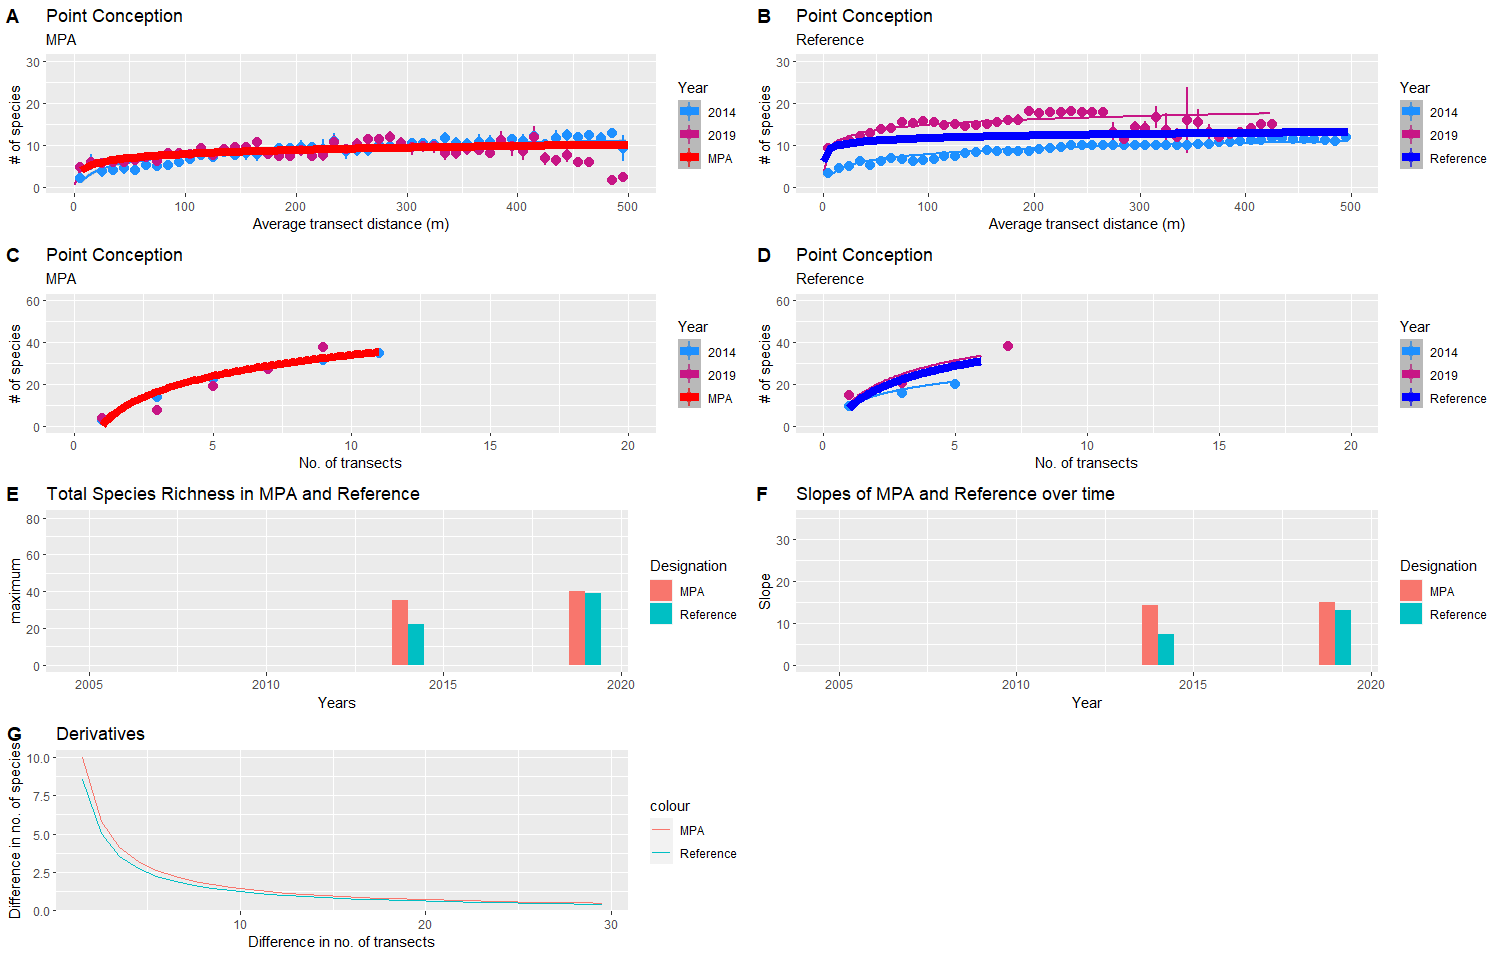 A Point Conception
MPA
# of species
30
20
10
0
0 100 200 300 400 500
Average transect distance (m)
Year
2014
2019
MPA
B Point Conception
Reference
# of species
30
20
10
0
0 100 200 300 400 500
Average transect distance (m)
Year
2014
2019
Reference
C Point Conception
MPA
# of species
60
40
20
0
0 5 10 15 20
No. of transects
Year
2014
2019
MPA
D Point Conception
Reference
# of species
60
40
20
0
0 5 10 15 20
No. of transects
Year
2014
2019
Reference
E Total Species Richness in MPA and Reference
maximum
80
60
40
20
0
2005 2010 2015 2020
Years
Designation
MPA
Reference
F Slopes of MPA and Reference over time
Slope
30
20
10
0
2005 2010 2015 2020
Year
Designation
MPA
Reference
G Derivatives
Difference in no. of species
10.0
7.5
5.0
2.5
0.0
10 20 30
Difference in no. of transects
colour
MPA
Reference